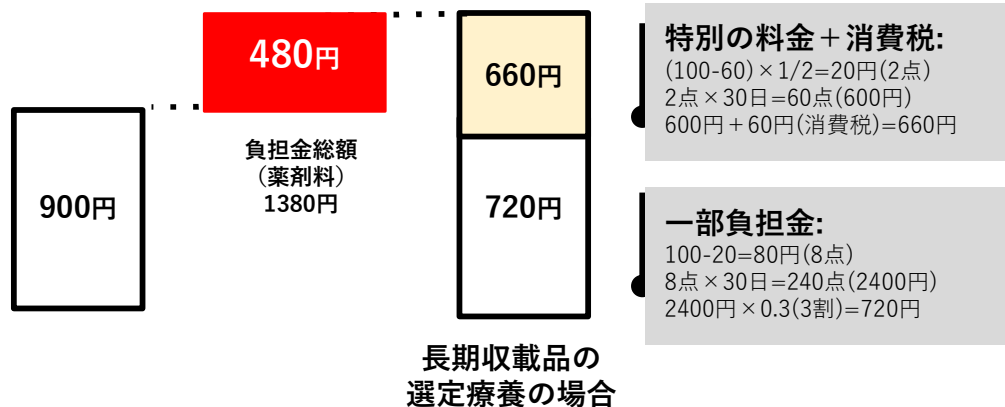 900円
480円
負担金総額
（薬剤料）
1380円
660円
720円
長期収載品の
選定療養の場合
特別の料金＋消費税:
(100-60)×1/2=20円(2点)
2点×30日=60点(600円)
600円＋60円(消費税)=660円
一部負担金:
100-20=80円(8点)
8点×30日=240点(2400円)
2400円×0.3(3割)=720円